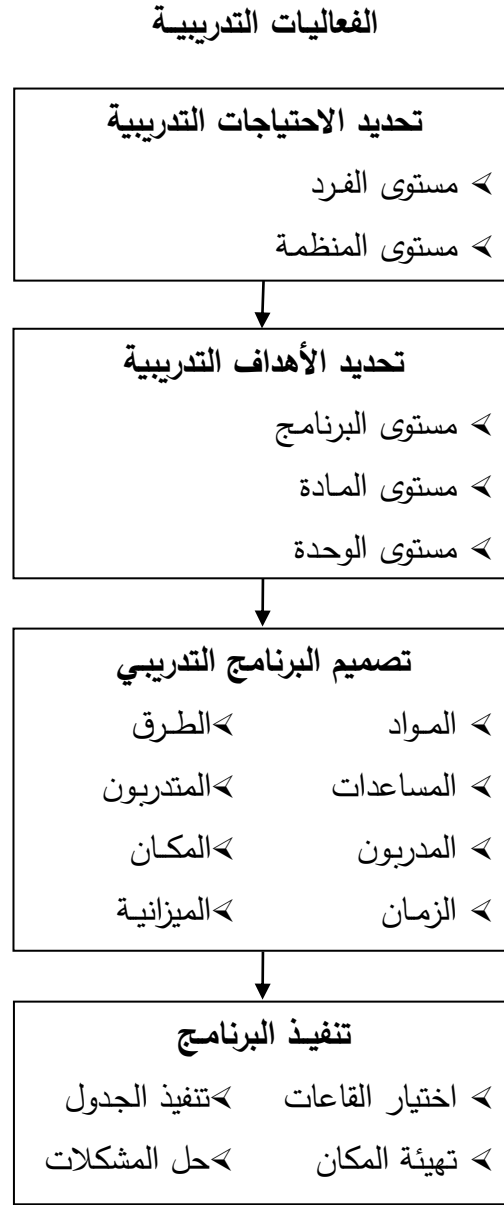 الفعاليات التدريبية
تحديد الاحتياجات التدريبية
مستوى الفرد
مستوى المنظمة
تحديد الأهداف التدريبية
مستوى البرنامج
مستوى المادة
مستوى الوحدة
تصميم البرنامج التدريبي
المواد الطرق
المساعدات المتدربون
المدربون المكان
الزمان الميزانية
تنفيذ البرنامج
اختيار القاعات تنفيذ الجدول
تهيئة المكان حل المشكلات